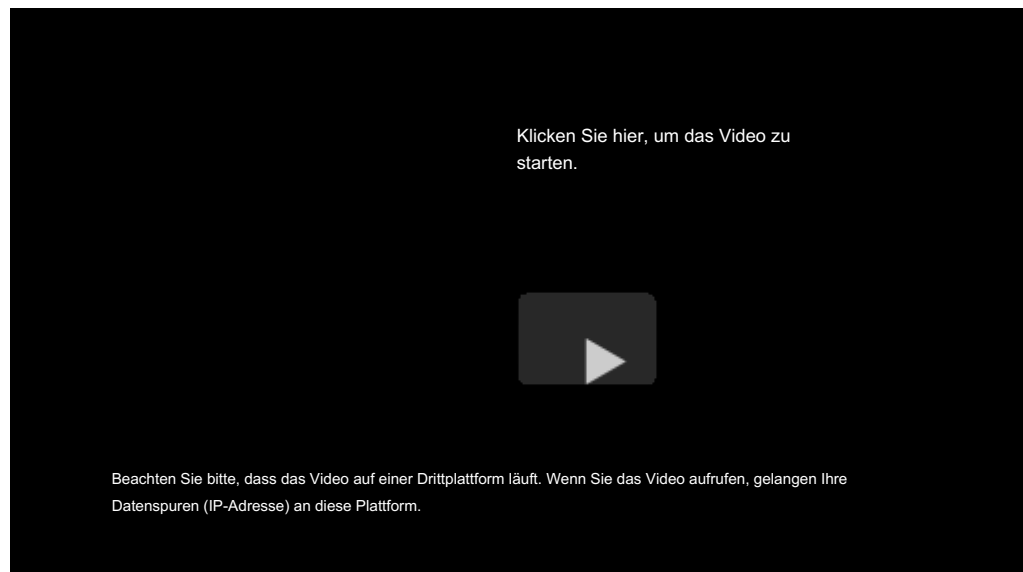 Klicken Sie hier, um das Video zu
starten.
Beachten Sie bitte, dass das Video auf einer Drittplattform läuft. Wenn Sie das Video aufrufen, gelangen Ihre
Datenspuren (IP-Adresse) an diese Plattform.